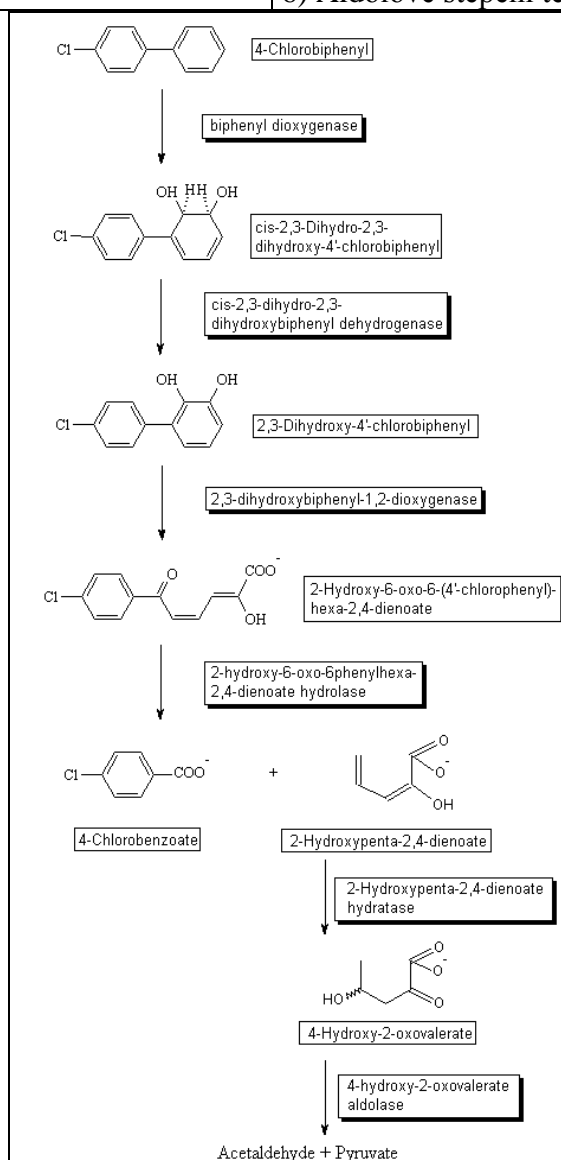 6) Aldolové štěpení te
Cl
4-Chlorobiphenyl
biphenyl dioxygenase
OH H H OH
Cl
cis-2,3-Dihydro-2,3-
dihydroxy-4'-chlorobiphenyl
cis-2,3-dihydro-2,3-
dihydroxybiphenyl dehydrogenase
OH OH
Cl
2,3-Dihydroxy-4'-chlorobiphenyl
2,3-dihydroxybiphenyl-1,2-dioxygenase
O COO-
Cl
OH
2-Hydroxy-6-oxo-6-(4'-chlorophenyl)-
hexa-2,4-dienoate
2-hydroxy-6-oxo-6phenylhexa-
2,4-dienoate hydrolase
Cl COO- + O
O-
OH
4-Chlorobenzoate 2-Hydroxypenta-2,4-dienoate
2-Hydroxypenta-2,4-dienoate
hydratase
O
O-
HO O
4-Hydroxy-2-oxovalerate
4-hydroxy-2-oxovalerate
aldolase
Acetaldehyde + Pyruvate